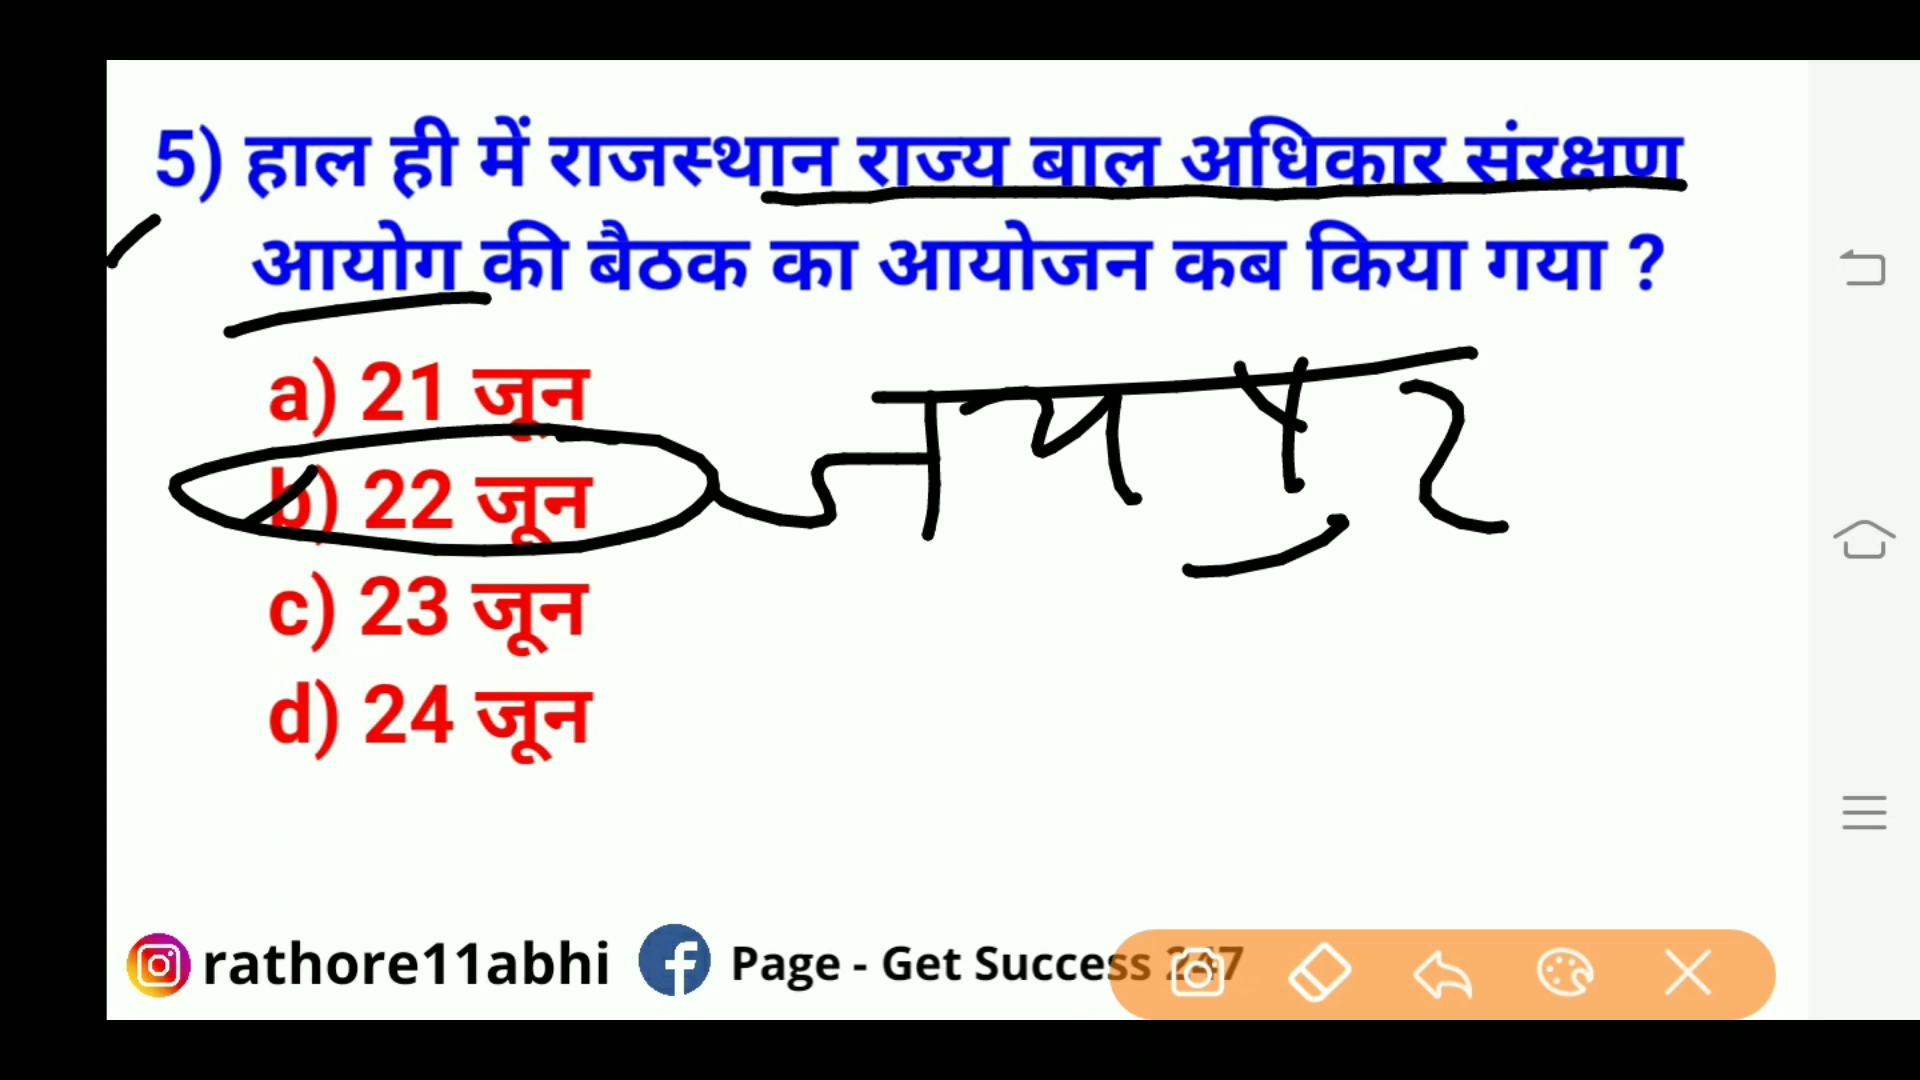 5) हाल ही में राजस्थान राज्य बाल अधिकार संरक्षण
आयोग की बैठक का आयोजन कब किया गया ?
a) 21 जून
b) 22 जून
जयपुर
c) 23 जून
d) 24 जून
rathore11abhi Page - Get Success 247